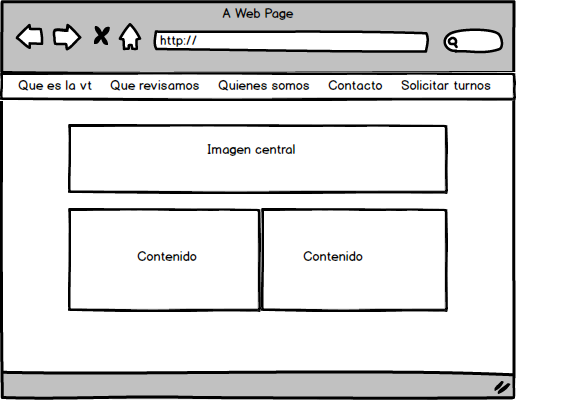 A Web Page
http://
Que es la vt Que revisamos Quienes somos Contacto Solicitar turnos
Imagen central
Contenido Contenido